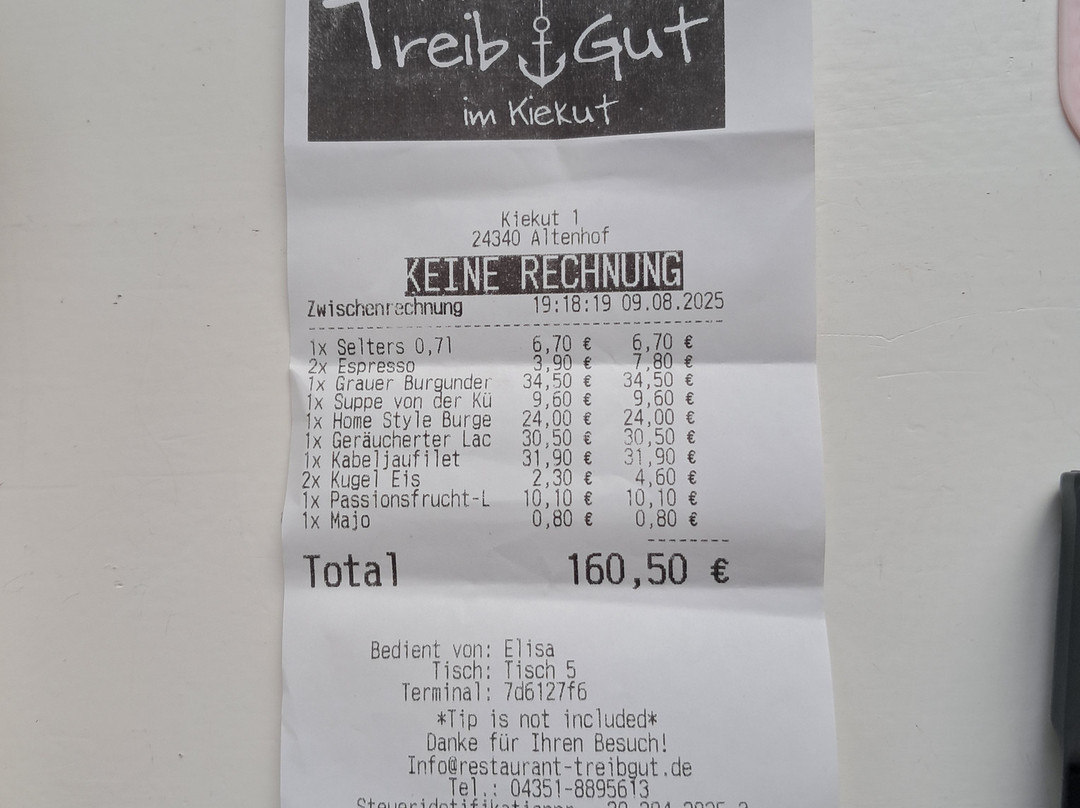 Treib Gut
im Kiekut
Kiekut 1
24340 Altenhof
KEINE RECHNUNG
Zwischenrechnung 19:18:19 09.08.2025
1x Selters 0,7l 6,70 € 6,70 €
2x Espresso 3,90 € 7,80 €
1x Grauer Burgunder 34,50 € 34,50 €
1x Suppe von der Kü 9,60 € 9,60 €
1x Home Style Burge 24,00 € 24,00 €
1x Geräucherter Lac 30,50 € 30,50 €
1x Kabeljaufilet 31,90 € 31,90 €
2x Kugel Eis 2,30 € 4,60 €
1x Passionsfrucht-L 10,10 € 10,10 €
1x Majo 0,80 € 0,80 €
Total 160,50 €
Bedient von: Elisa
Tisch: Tisch 5
Terminal: 7d6127f6
*Tip is not included*
Danke für Ihren Besuch!
Info@restaurant-treibgut.de
Tel.: 04351-8895613